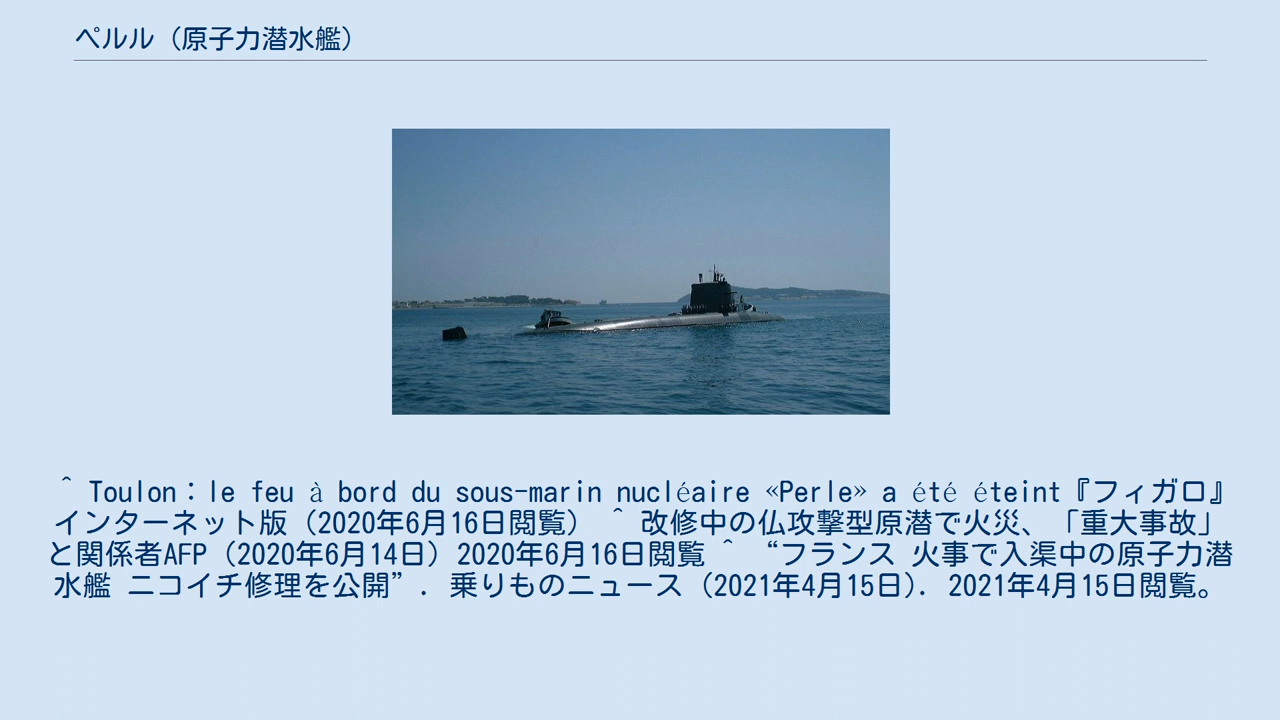 ペルル（原子力潜水艦）
＾ Toulon：le feu à bord du sous-marin nucléaire «Perle» a été éteint『フィガロ』
インターネット版（2020年6月16日閲覧） ＾ 改修中の仏攻撃型原潜で火災、「重大事故」
と関係者AFP（2020年6月14日）2020年6月16日閲覧 ＾ “フランス 火事で入渠中の原子力潜
水艦 ニコイチ修理を公開”. 乗りものニュース (2021年4月15日). 2021年4月15日閲覧。